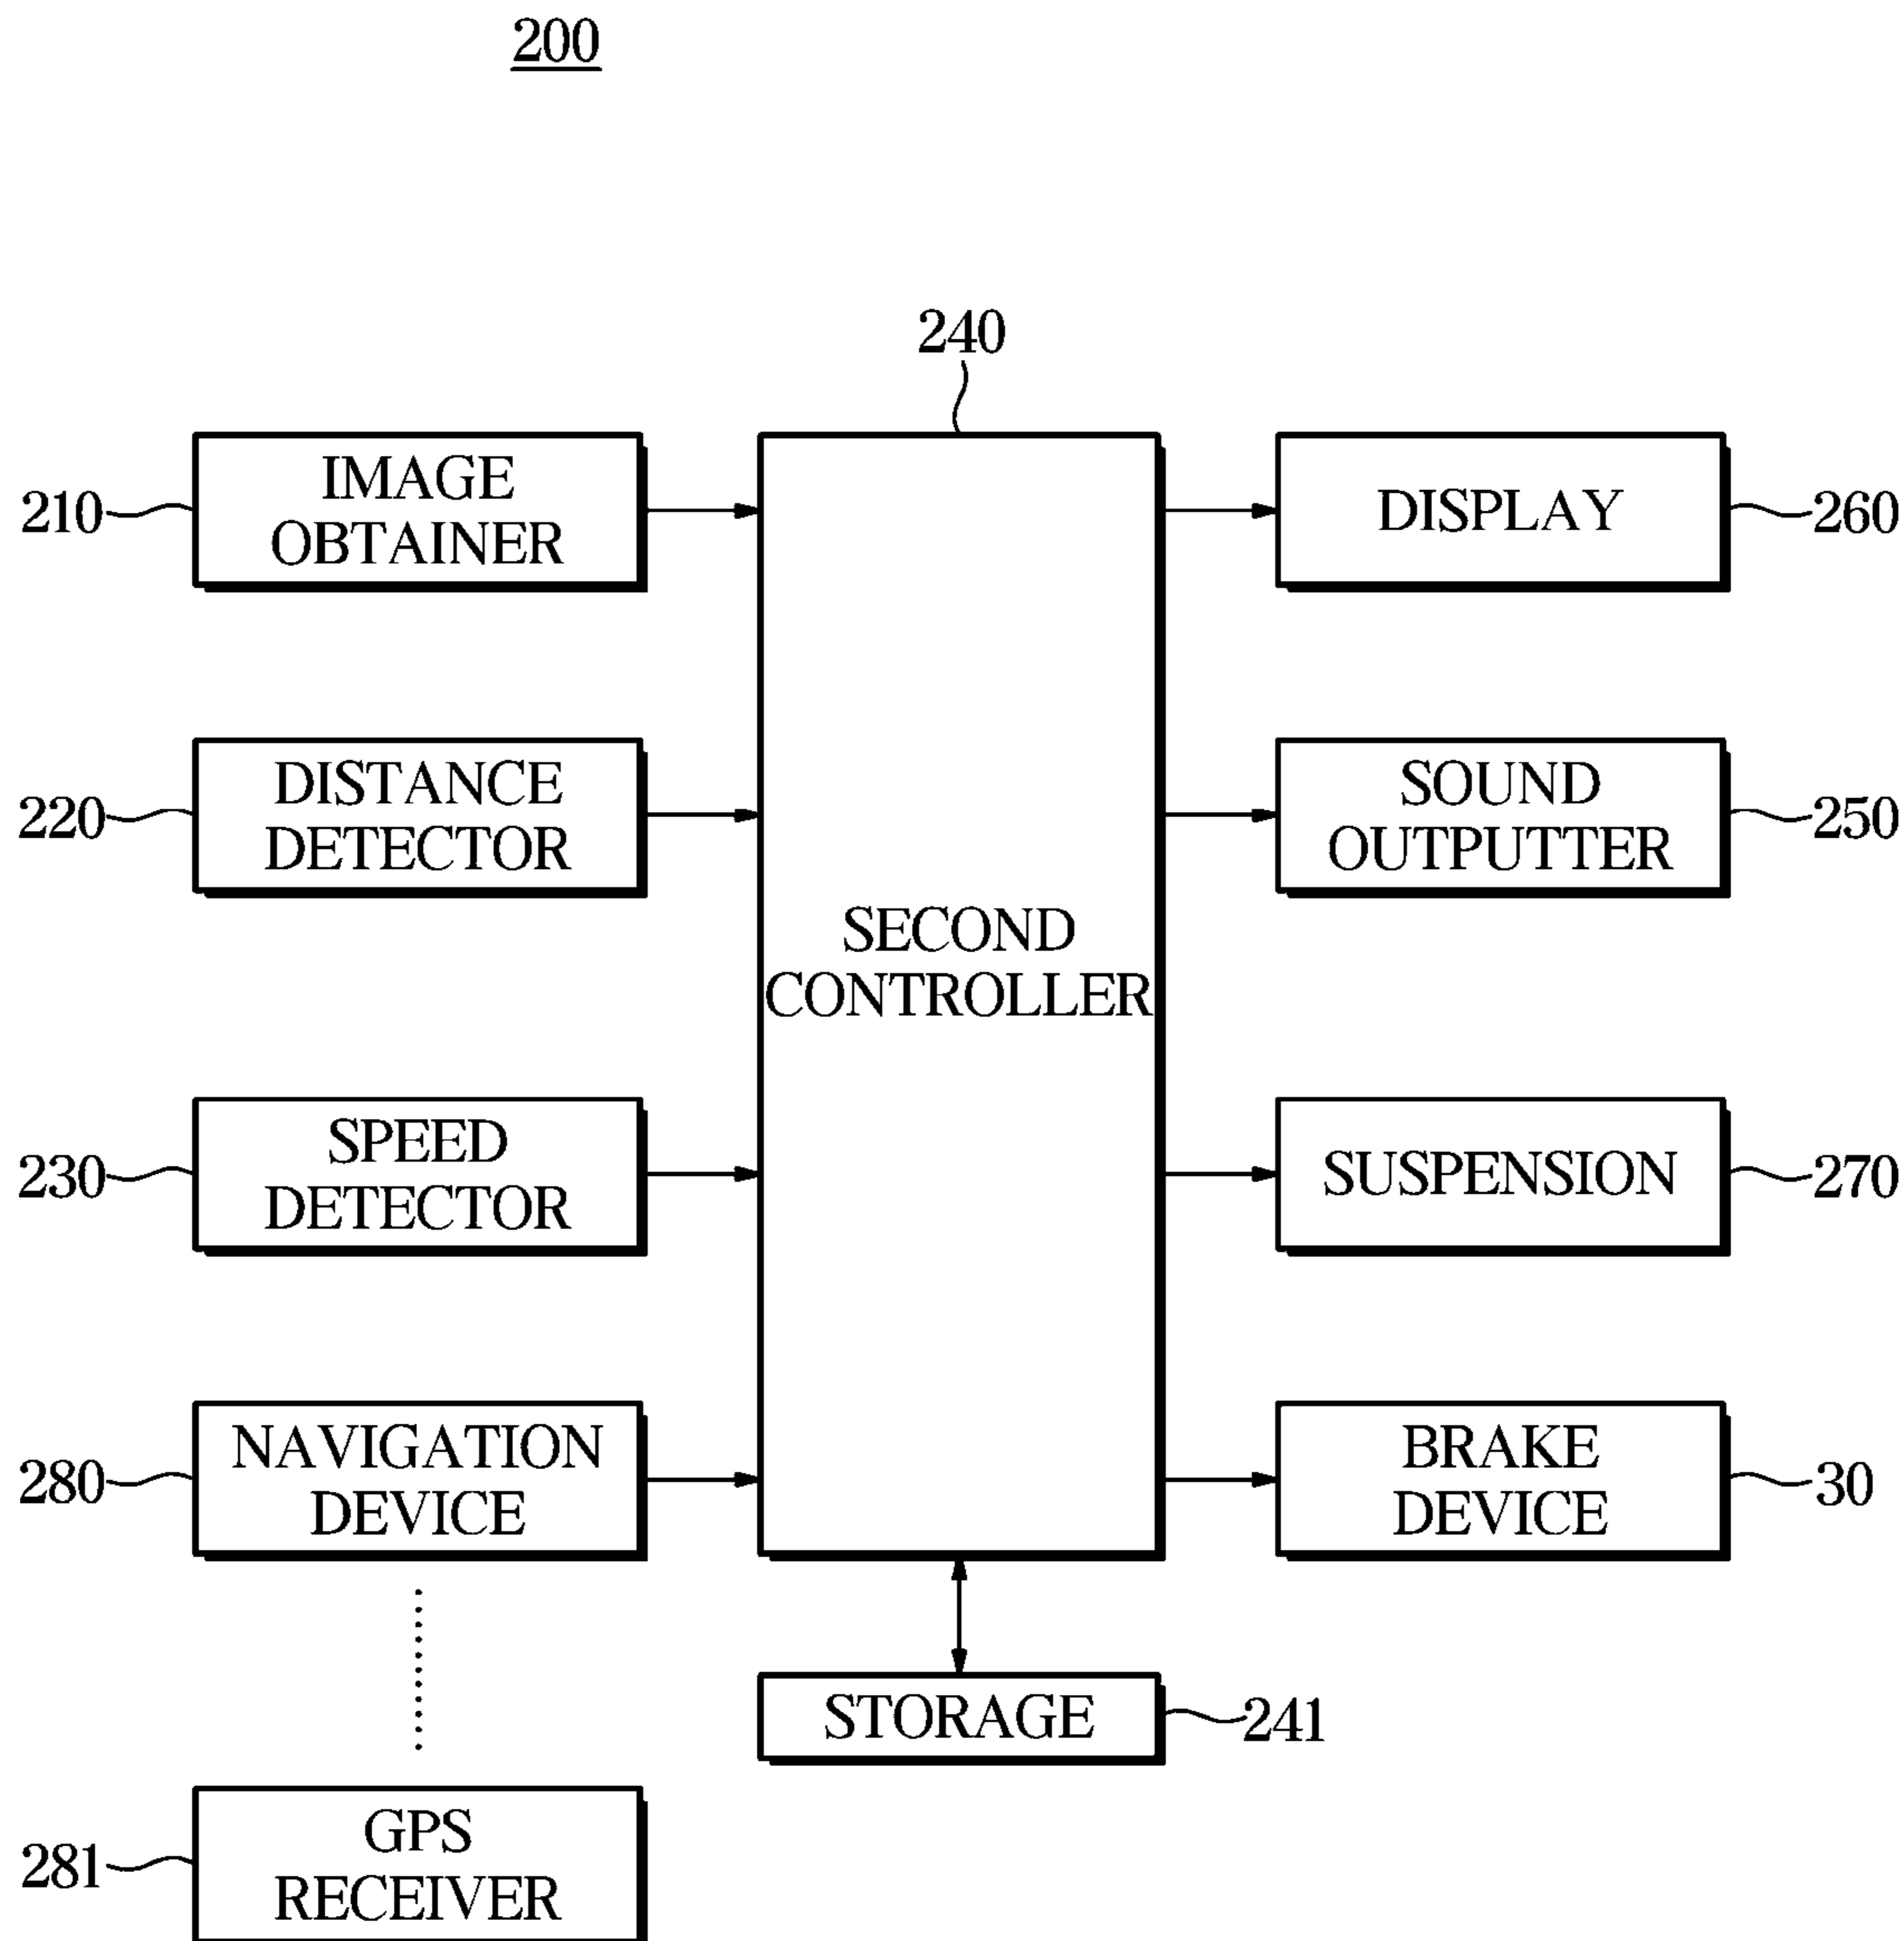 200
240
210
IMAGE
OBTAINER
DISPLAY
260
220
DISTANCE
DETECTOR
SOUND
OUTPUTTER
250
SECOND
CONTROLLER
230
SPEED
DETECTOR
SUSPENSION
270
280
NAVIGATION
DEVICE
BRAKE
DEVICE
30
STORAGE
241
281
GPS
RECEIVER